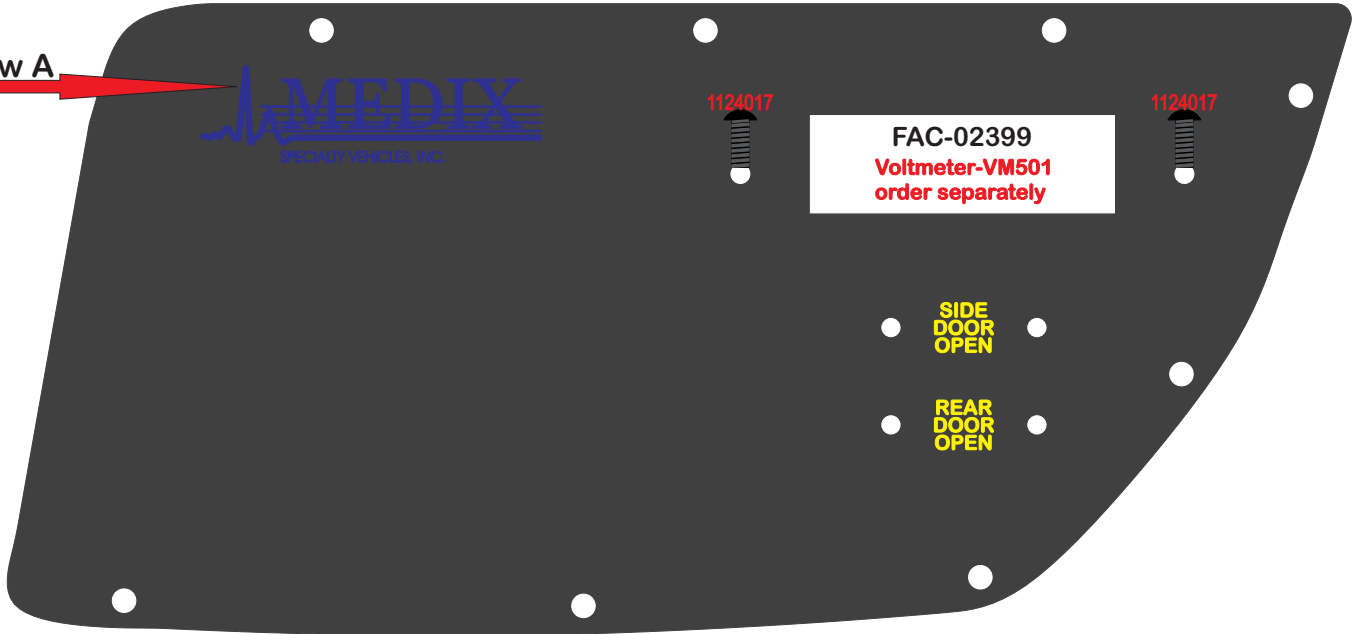 w A
MEDIX
SPECIALTY VEHICLES, INC.
1124017
1124017
FAC-02399
Voltmeter-VM501
order separately
SIDE
DOOR
OPEN
REAR
DOOR
OPEN